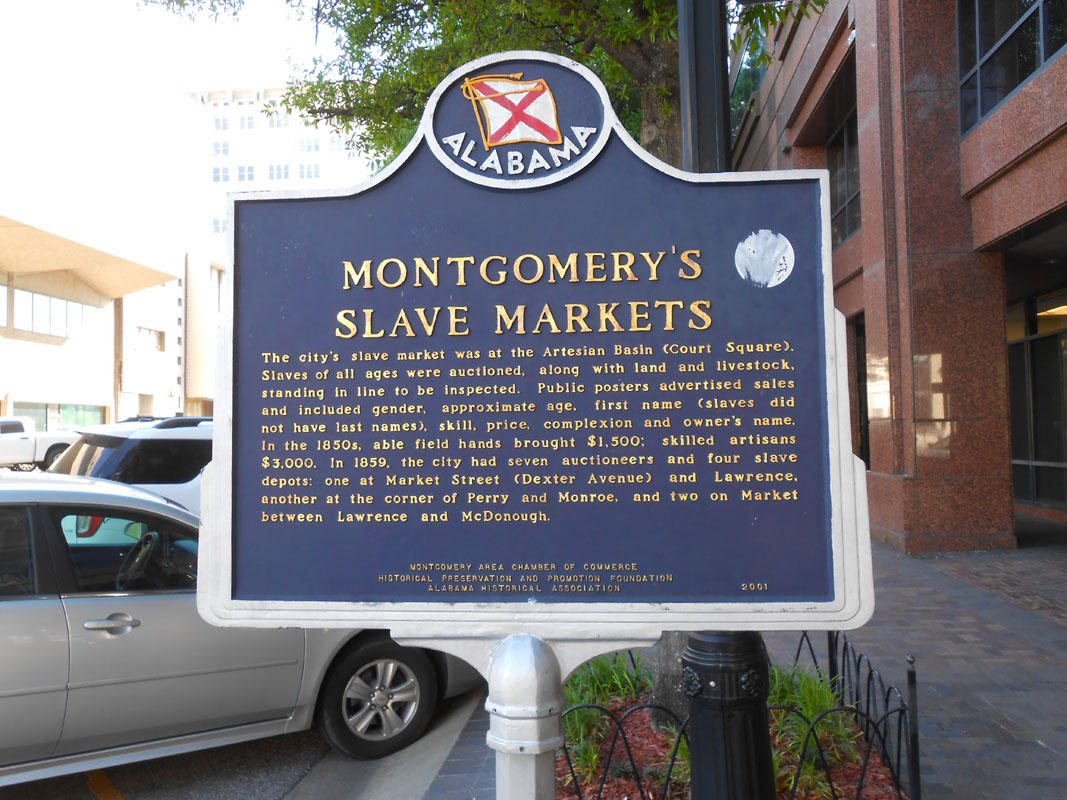 ALABAMA
MONTGOMERY'S
SLAVE MARKETS
The city's slave market was at the Artesian Basin (Court Square).
Slaves of all ages were auctioned, along with land and livestock,
standing in line to be inspected. Public posters advertised sales
and included gender, approximate age, first name (slaves did
not have last names), skill, price, complexion and owner's name.
In the 1850s, able field hands brought $1,500; skilled artisans
$3,000. In 1859, the city had seven auctioneers and four slave
depots: one at Market Street (Dexter Avenue) and Lawrence,
another at the corner of Perry and Monroe, and two on Market
between Lawrence and McDonough.
MONTGOMERY AREA CHAMBER OF COMMERCE
HISTORICAL PRESERVATION AND PROMOTION FOUNDATION
ALABAMA HISTORICAL ASSOCIATION 2001